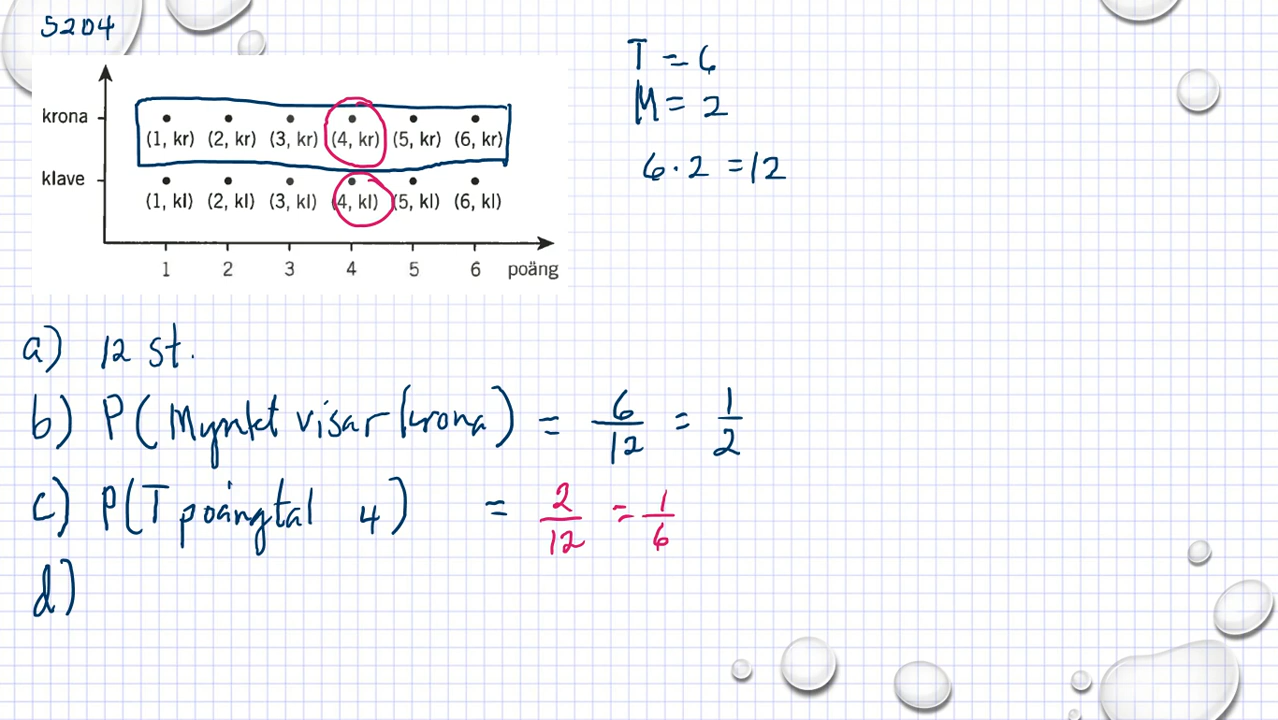 5204
krona
(1, kr) (2, kr) (3, kr) (4, kr) (5, kr) (6, kr)
klave
(1, kl) (2, kl) (3, kl) (4, kl) (5, kl) (6, kl)
1 2 3 4 5 6 poäng
T = 6
M = 2
6 · 2 = 12
a) 12 st.
b) P( Mynkt visar krona ) = 6/12 = 1/2
c) P( T poängtal 4 ) = 2/12 = 1/6
d)